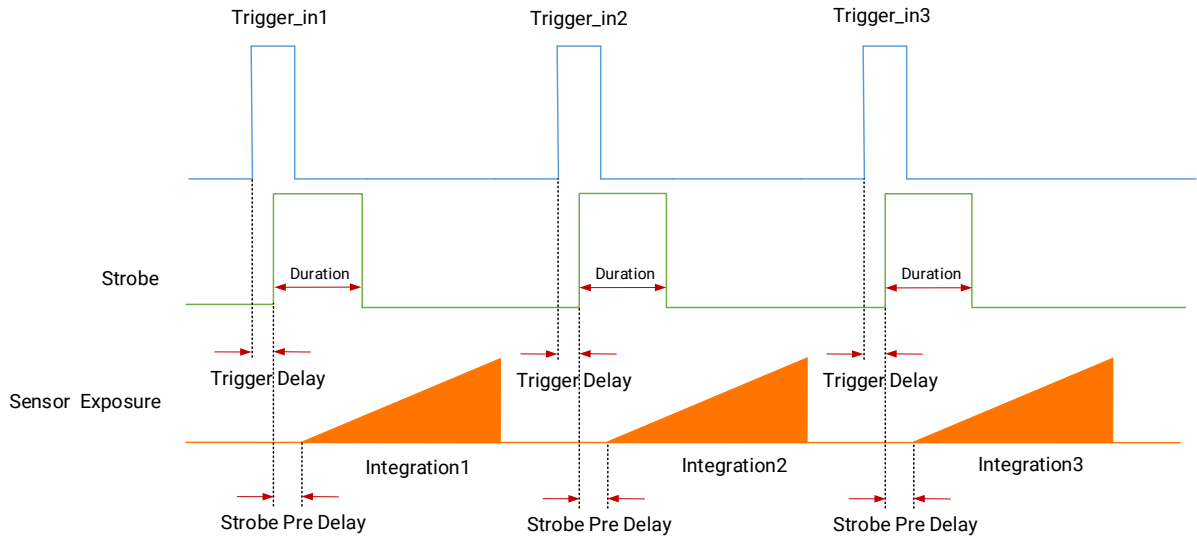 Trigger_in1 Trigger_in2 Trigger_in3
Strobe Duration Duration Duration
Trigger Delay Trigger Delay Trigger Delay
Sensor Exposure
Integration1 Integration2 Integration3
Strobe Pre Delay Strobe Pre Delay Strobe Pre Delay